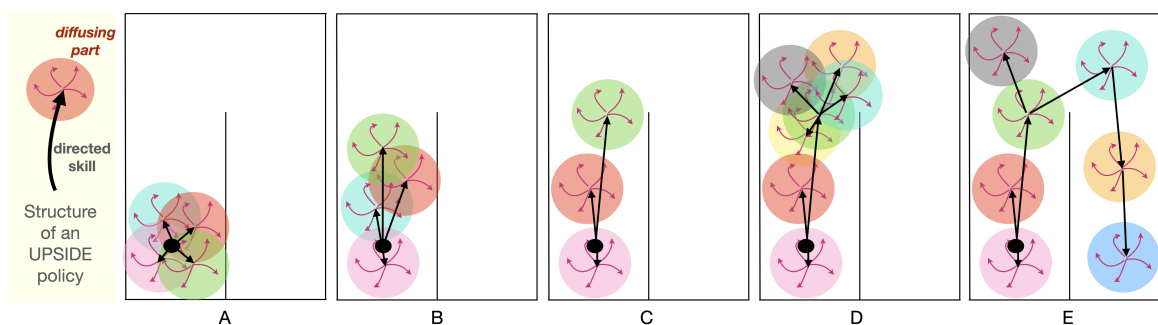 diffusing
part
directed
skill
Structure
of an
UPSIDE
policy
A
B
C
D
E